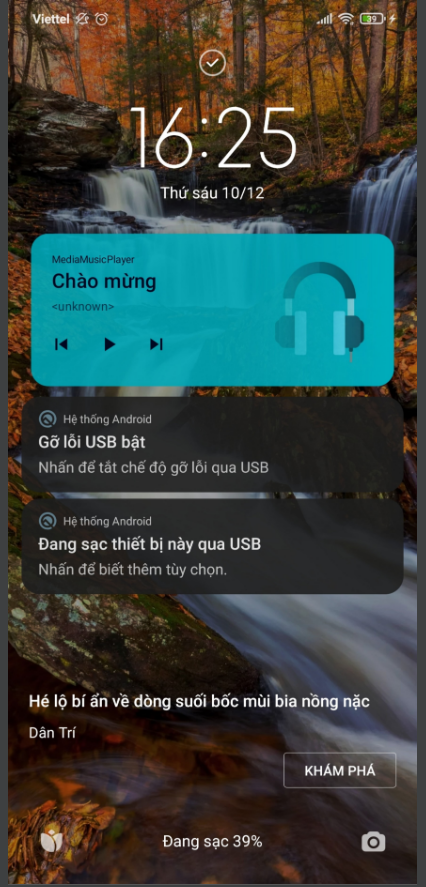 Viettel
39
16:25
Thứ sáu 10/12
MediaMusicPlayer
Chào mừng
<unknown>
Hệ thống Android
Gỡ lỗi USB bật
Nhấn để tắt chế độ gỡ lỗi qua USB
Hệ thống Android
Đang sạc thiết bị này qua USB
Nhấn để biết thêm tùy chọn.
Hé lộ bí ẩn về dòng suối bốc mùi bia nồng nặc
Dân Trí
KHÁM PHÁ
Đang sạc 39%